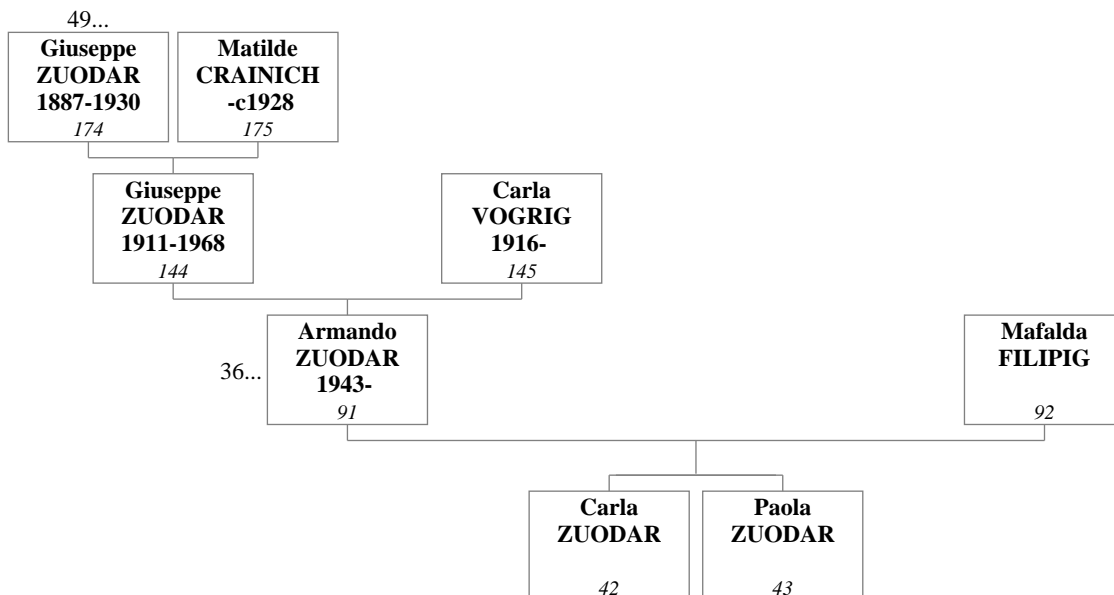 49...
Giuseppe
ZUODAR
1887-1930
174
Matilde
CRAINICH
-c1928
175
Giuseppe
ZUODAR
1911-1968
144
Carla
VOGRIG
1916-
145
36...
Armando
ZUODAR
1943-
91
Mafalda
FILIPIG
92
Carla
ZUODAR
42
Paola
ZUODAR
43